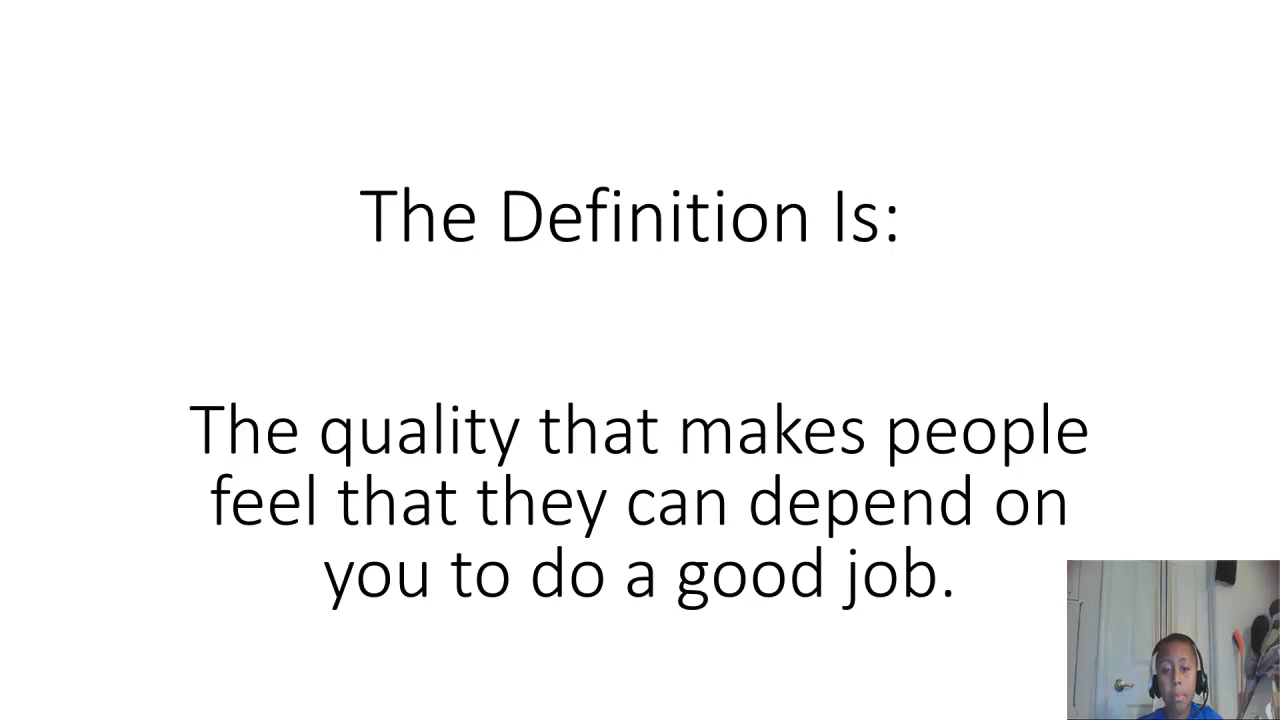 The Definition Is:
The quality that makes people
feel that they can depend on
you to do a good job.